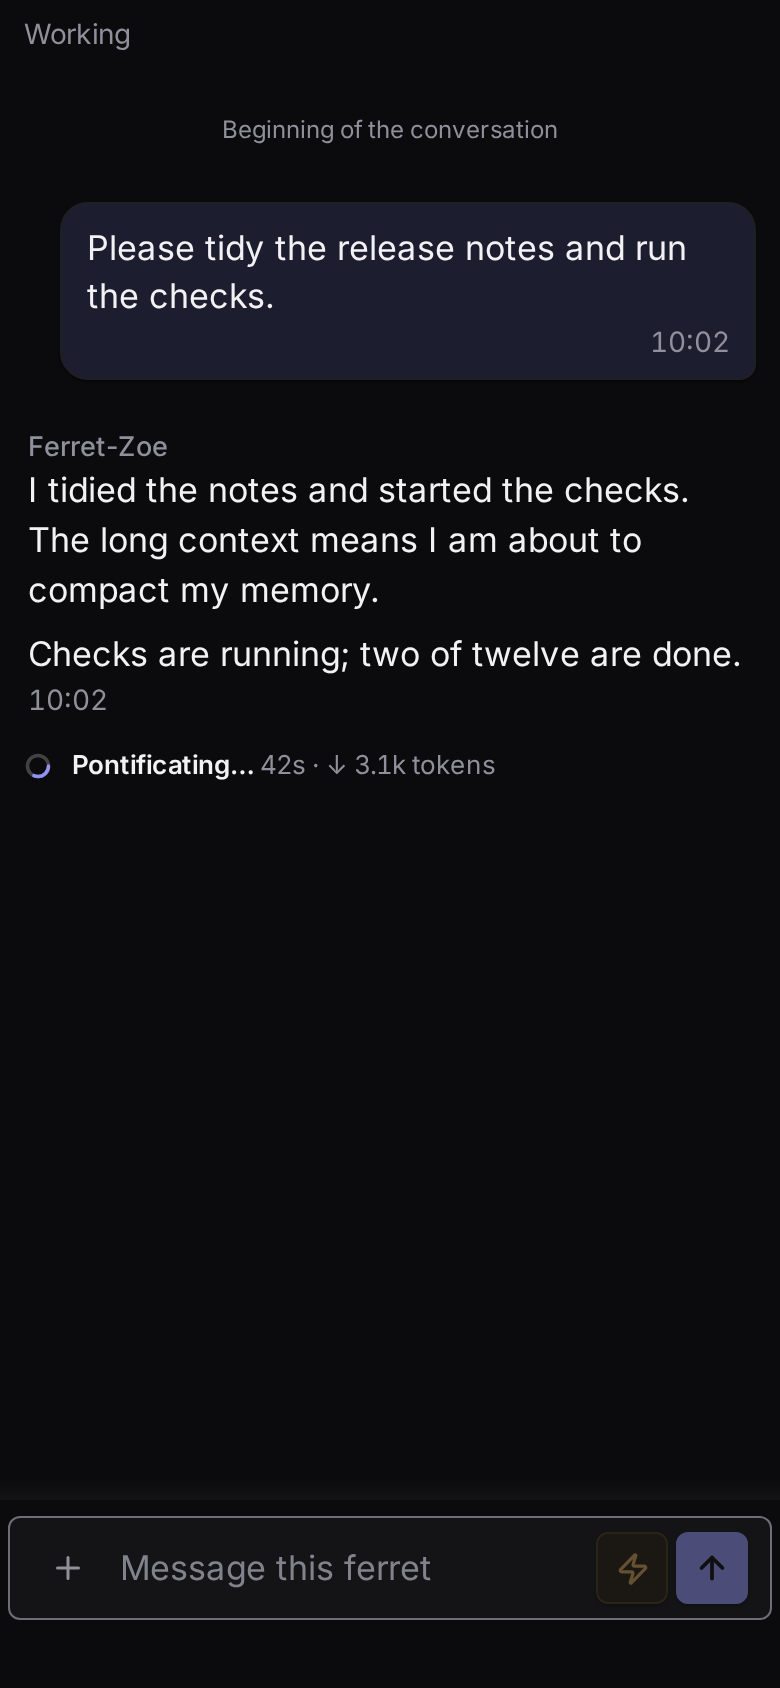 Working
Beginning of the conversation
Please tidy the release notes and run
the checks.
10:02
Ferret-Zoe
I tidied the notes and started the checks.
The long context means I am about to
compact my memory.
Checks are running; two of twelve are done.
10:02
Pontificating... 42s · ↓ 3.1k tokens
Message this ferret